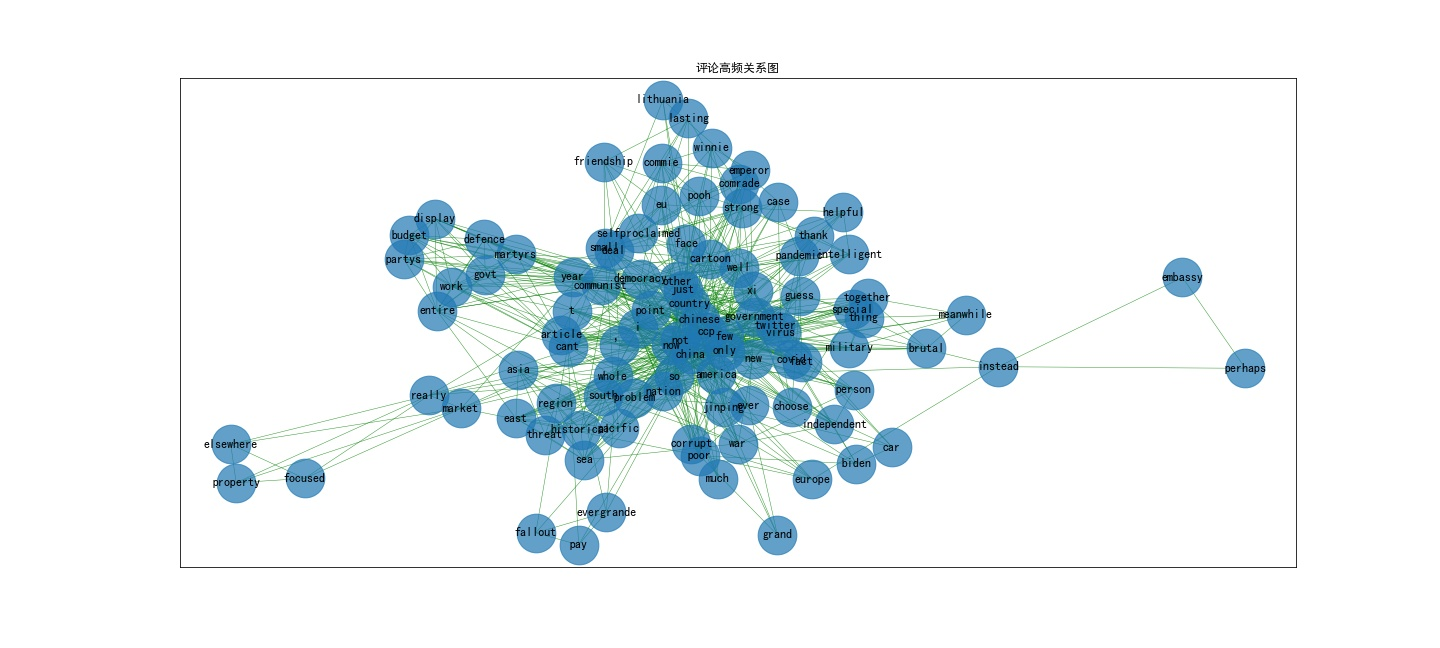 评论高频关系图
lithuania
lasting
winnie
friendship
commie
emperor
comrade
pooh
eu
strong
case
helpful
display
budget
defence
selfproclaimed
thank
partys
martyrs
small
deal
face
cartoon
pandemic
intelligent
govt
well
year
democracy
other
embassy
work
communist
just
xi
guess
together
entire
t
point
country
special
thing
meanwhile
chinese
government
i
ccp
twitter
virus
article
cant
,
not
now
few
only
china
military
brutal
new
covid
fast
instead
perhaps
asia
whole
so
america
really
market
region
south
problem
nation
person
jinping
ever
choose
east
threat
historical
pacific
independent
elsewhere
corrupt
poor
war
car
sea
biden
property
focused
much
europe
evergrande
fallout
pay
grand